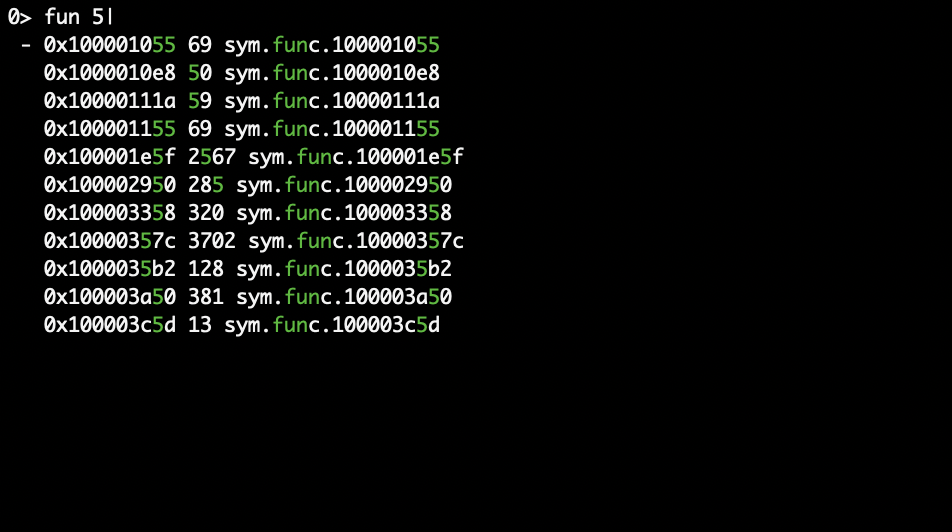 0> fun 5|
- 0x100001055 69 sym.func.100001055
0x1000010e8 50 sym.func.1000010e8
0x10000111a 59 sym.func.10000111a
0x100001155 69 sym.func.100001155
0x100001e5f 2567 sym.func.100001e5f
0x100002950 285 sym.func.100002950
0x100003358 320 sym.func.100003358
0x10000357c 3702 sym.func.10000357c
0x1000035b2 128 sym.func.1000035b2
0x100003a50 381 sym.func.100003a50
0x100003c5d 13 sym.func.100003c5d